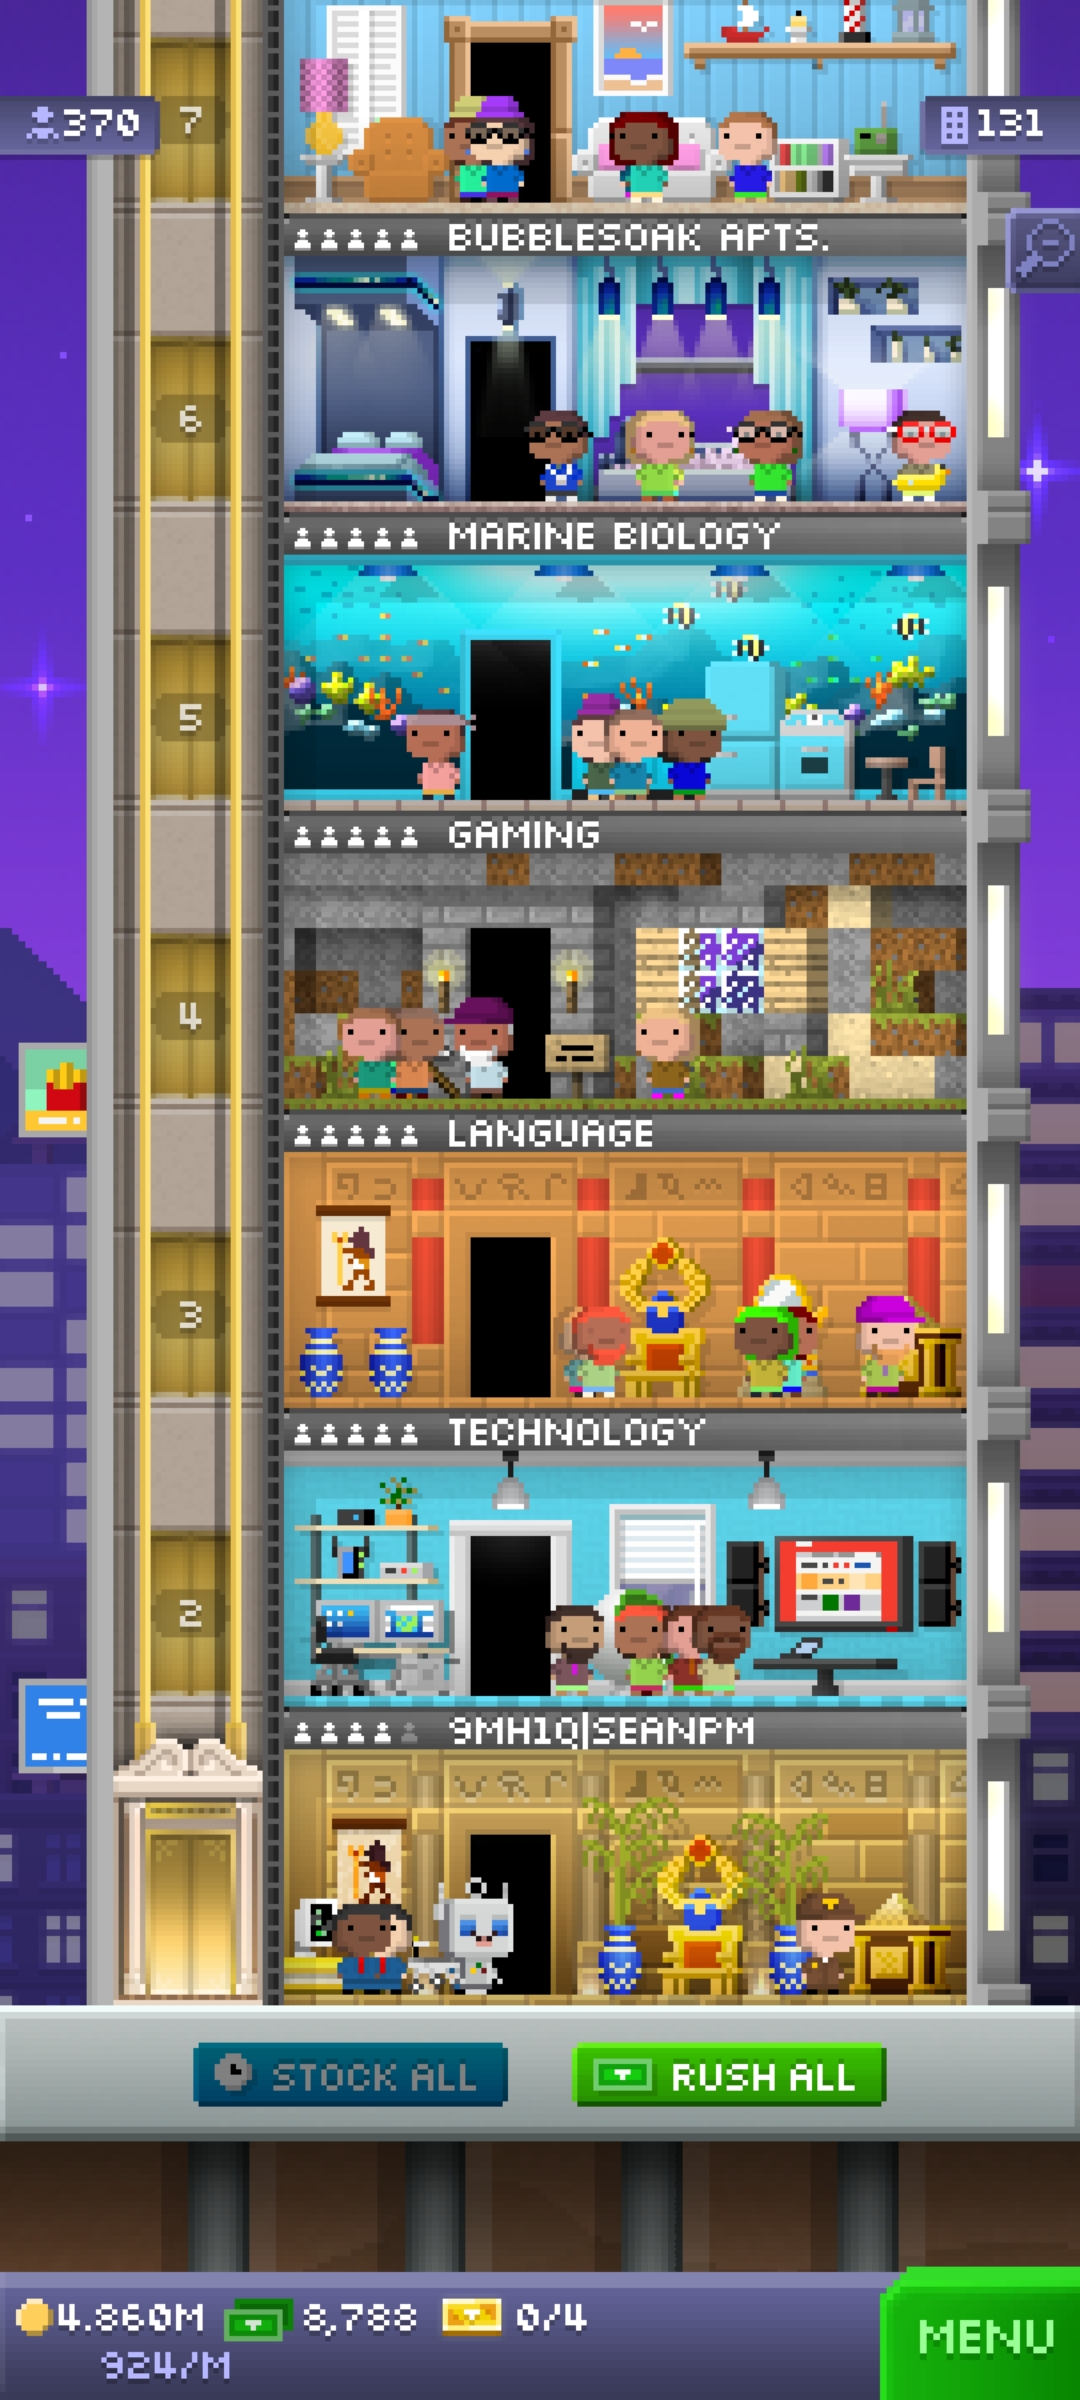 370
7
131
BUBBLESOAK APTS.
6
MARINE BIOLOGY
5
GAMING
4
LANGUAGE
3
TECHNOLOGY
2
9MH1Q|SEANPM
STOCK ALL
RUSH ALL
4.860M
8,788
0/4
924/M
MENU